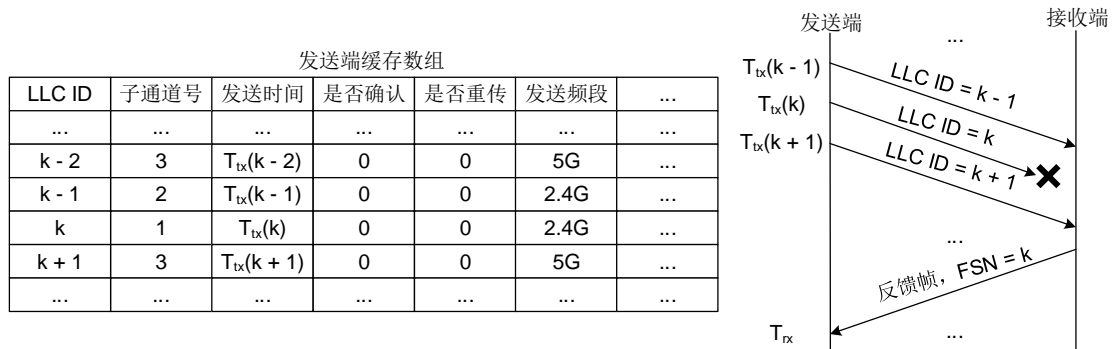 发送端缓存数组
LLC ID 子通道号 发送时间 是否确认 是否重传 发送频段 ...
... ... ... ... ... ... ...
k - 2 3 Ttx(k - 2) 0 0 5G ...
k - 1 2 Ttx(k - 1) 0 0 2.4G ...
k 1 Ttx(k) 0 0 2.4G ...
k + 1 3 Ttx(k + 1) 0 0 5G ...
... ... ... ... ... ... ...
发送端 接收端
...
Ttx(k - 1)
LLC ID = k - 1
Ttx(k)
LLC ID = k
Ttx(k + 1)
LLC ID = k + 1
...
反馈帧，FSN = k
Trx
...